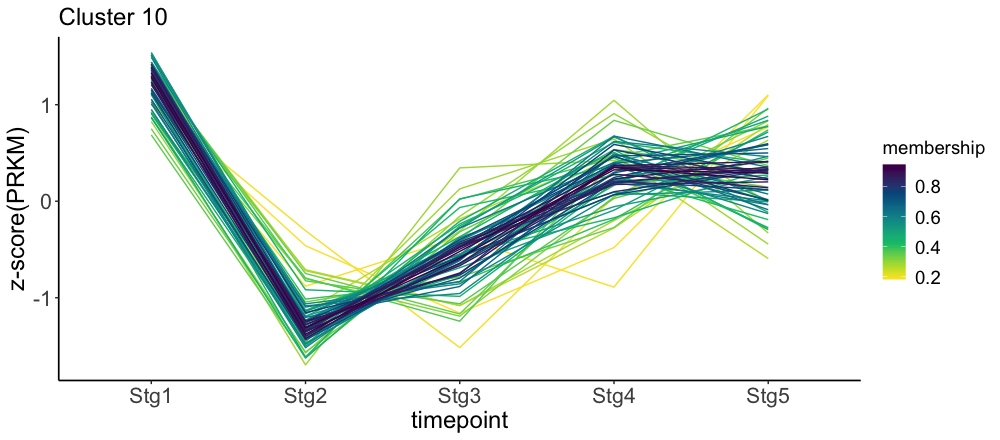 Cluster 10
z-score(PRKM)
1
0
-1
Stg1 Stg2 Stg3 Stg4 Stg5
timepoint
membership
0.8
0.6
0.4
0.2